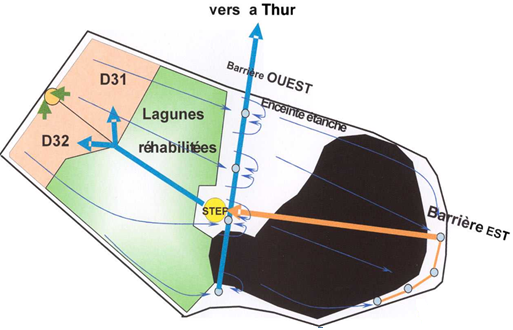 vers a Thur
Barrière OUEST
D31
Enceinte étanche
Lagunes
D32
réhabilitées
STEP
Barrière EST